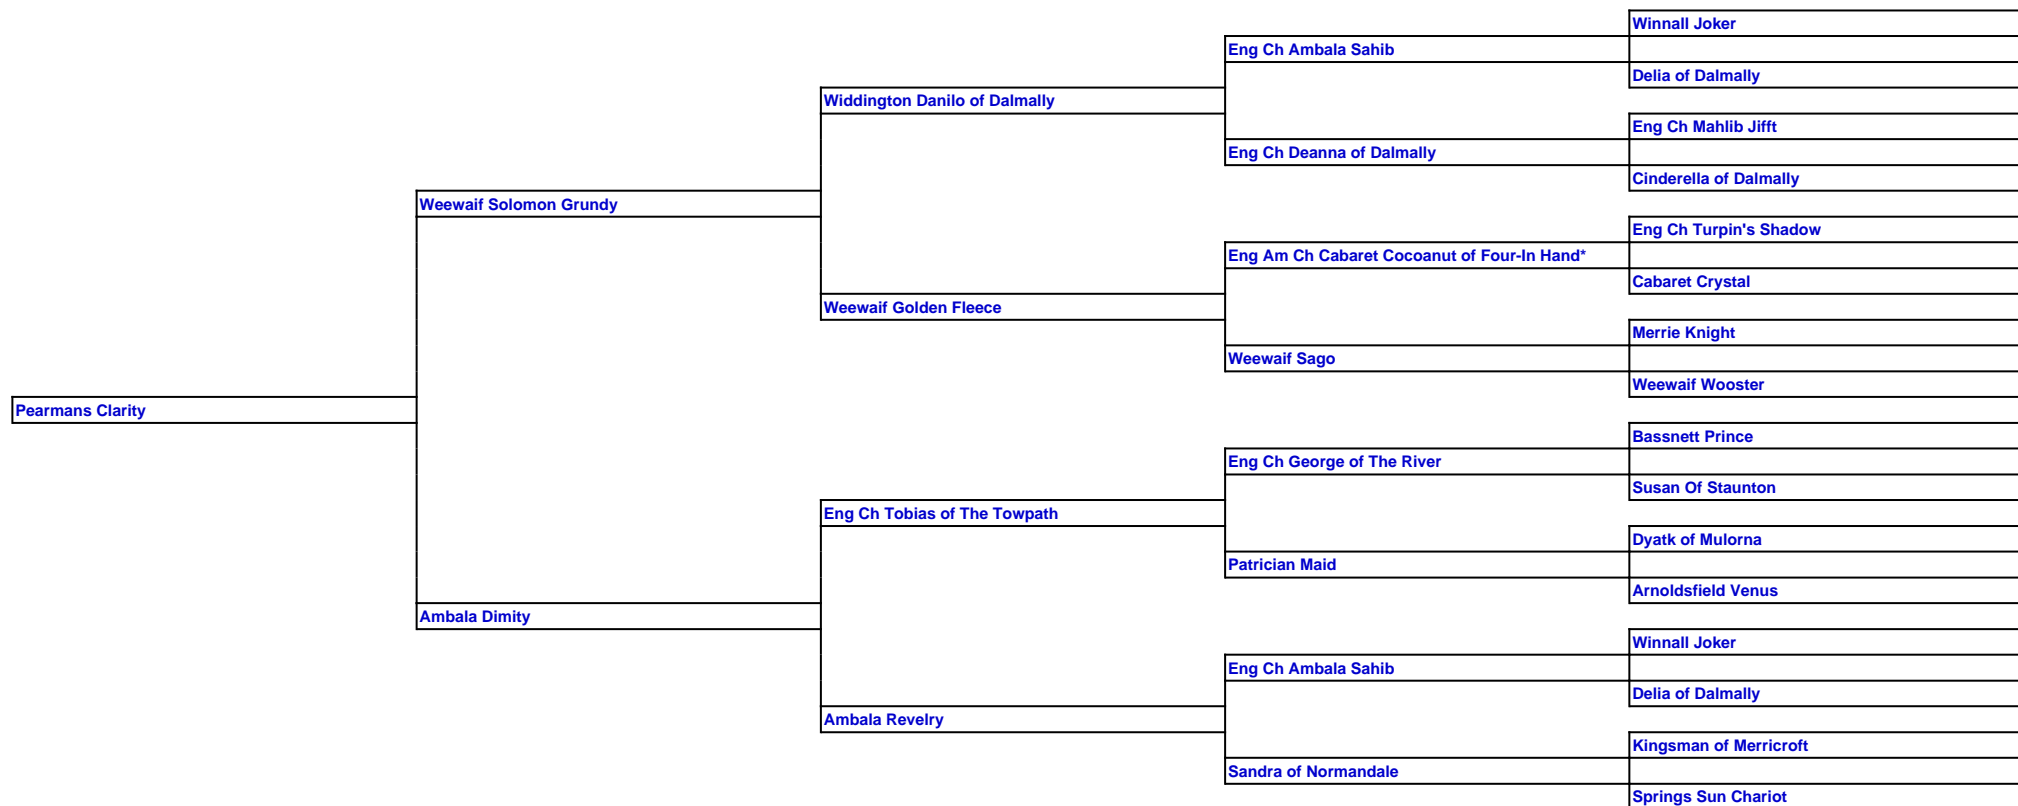 Winnall Joker
Eng Ch Ambala Sahib
Delia of Dalmally
Widdington Danilo of Dalmally
Eng Ch Mahlib Jifft
Eng Ch Deanna of Dalmally
Cinderella of Dalmally
Weewaif Solomon Grundy
Eng Ch Turpin's Shadow
Eng Am Ch Cabaret Cocoanut of Four-In Hand*
Cabaret Crystal
Weewaif Golden Fleece
Merrie Knight
Weewaif Sago
Weewaif Wooster
Pearmans Clarity
Bassnett Prince
Eng Ch George of The River
Susan Of Staunton
Eng Ch Tobias of The Towpath
Dyatk of Mulorna
Patrician Maid
Arnoldsfield Venus
Ambala Dimity
Winnall Joker
Eng Ch Ambala Sahib
Delia of Dalmally
Ambala Revelry
Kingsman of Merricroft
Sandra of Normandale
Springs Sun Chariot